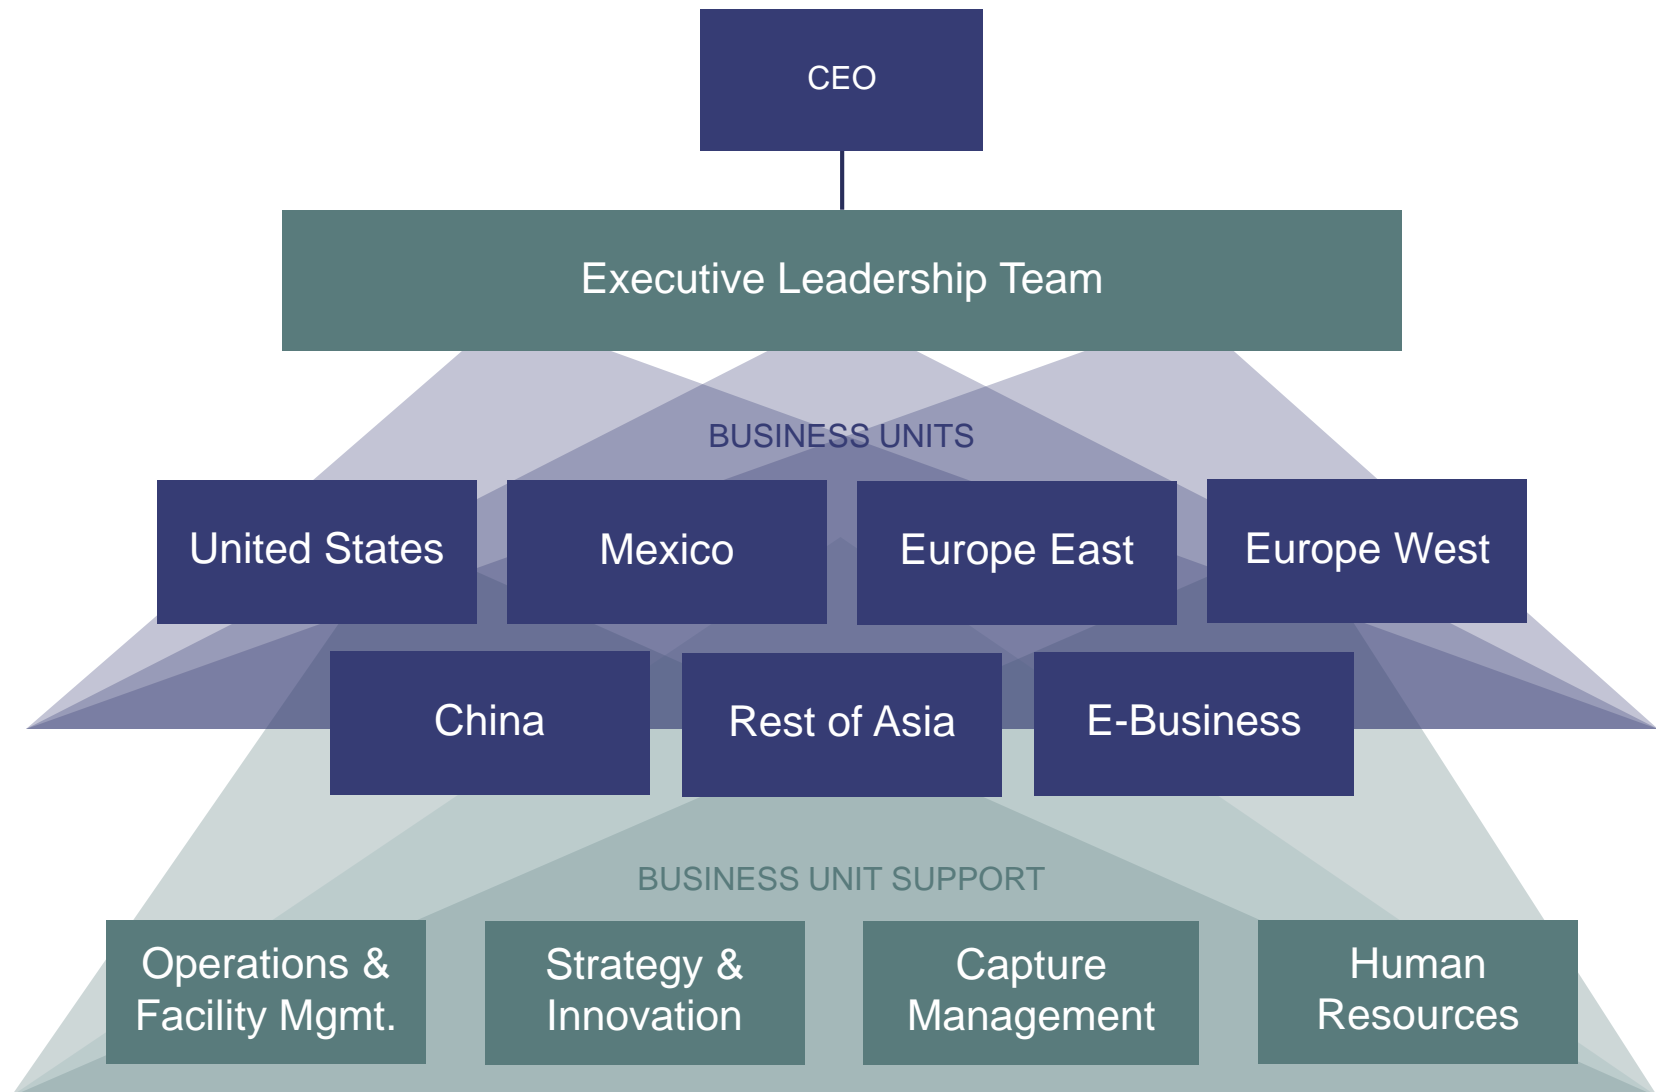 CEO
Executive Leadership Team
BUSINESS UNITS
United States
Mexico
Europe East
Europe West
China
Rest of Asia
E-Business
BUSINESS UNIT SUPPORT
Operations &
Facility Mgmt.
Strategy &
Innovation
Capture
Management
Human
Resources